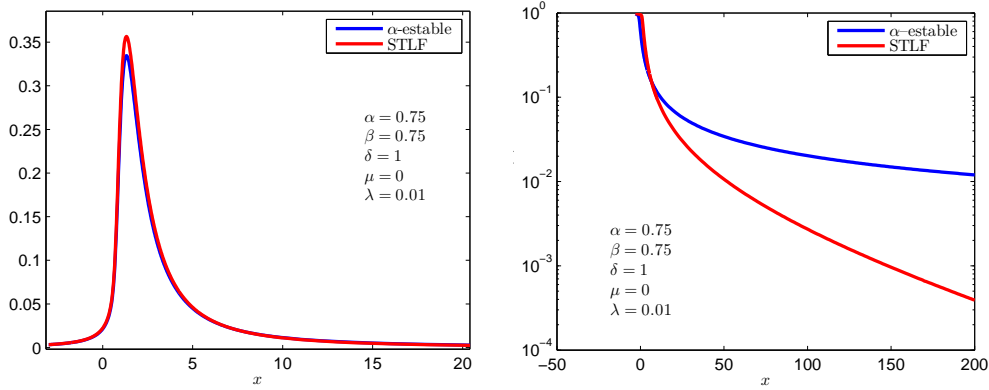 α-estable
STLF
0.35
0.3
0.25
0.2
0.15
0.1
0.05
0
α = 0.75
β = 0.75
δ = 1
μ = 0
λ = 0.01
0 5 10 15 20
x
α−estable
STLF
10^0
10^−1
10^−2
10^−3
10^−4
α = 0.75
β = 0.75
δ = 1
μ = 0
λ = 0.01
−50 0 50 100 150 200
x